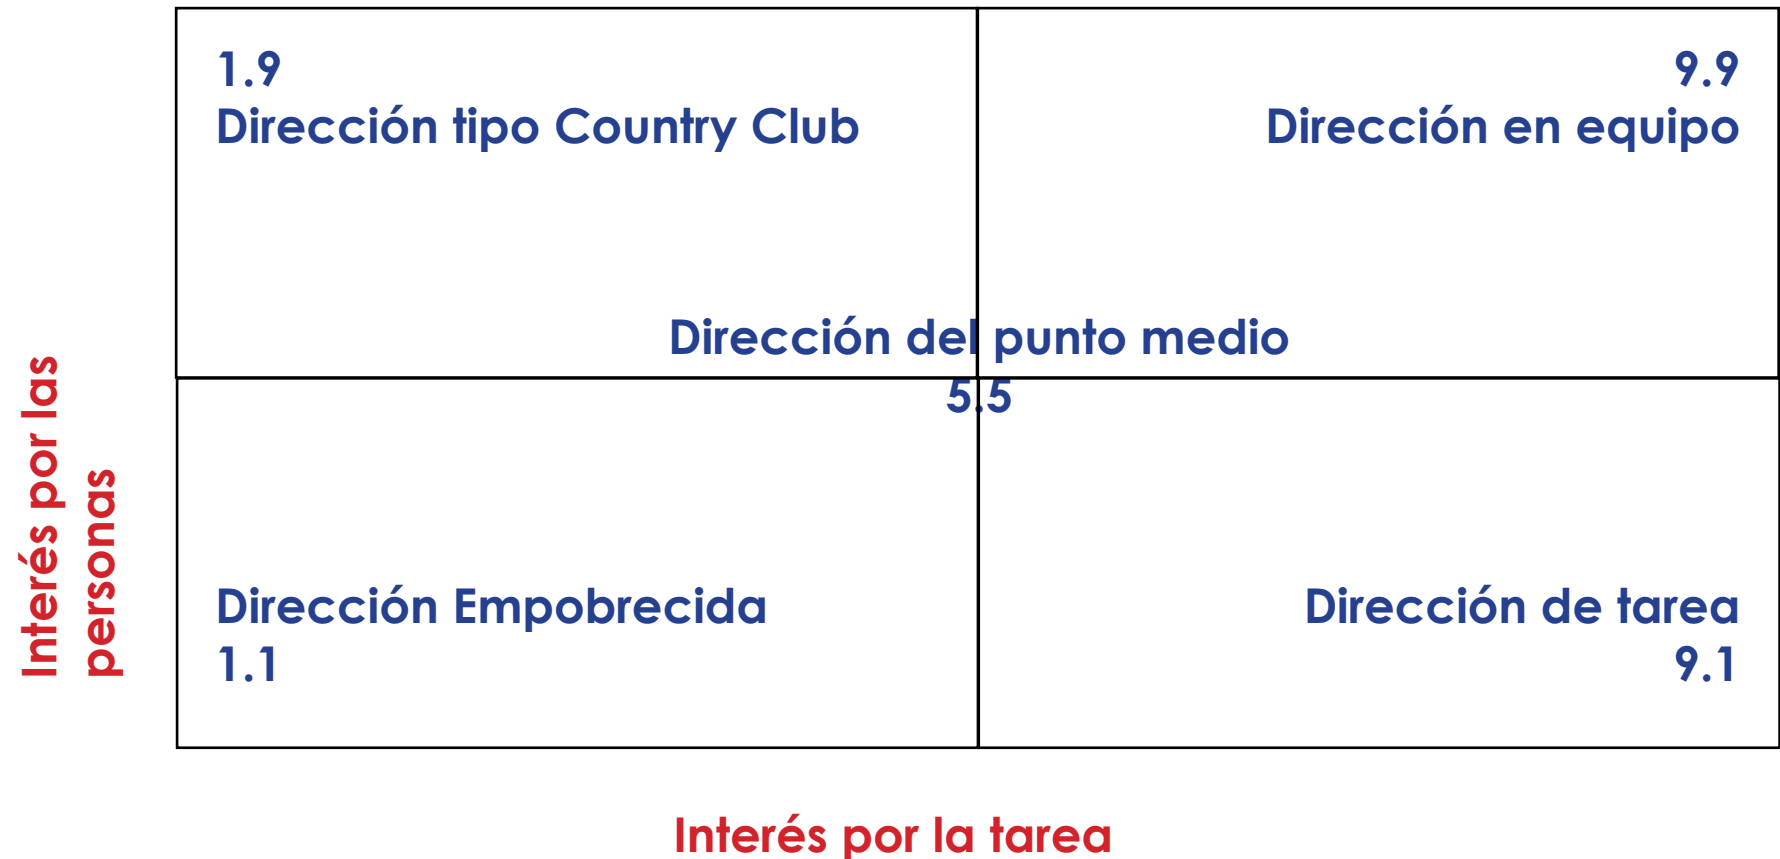 1.9
Dirección tipo Country Club
9.9
Dirección en equipo
Dirección del punto medio
5.5
Interés por las
personas
Dirección Empobrecida
1.1
Dirección de tarea
9.1
Interés por la tarea